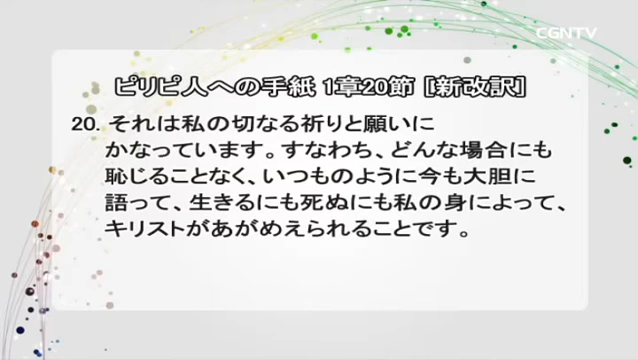 CGNTV
ピリピ人への手紙 1章20節 [新改訳]
20. それは私の切なる祈りと願いに
かなっています。すなわち、どんな場合にも
恥じることなく、いつものように今も大胆に
語って、生きるにも死ぬにも私の身によって、
キリストがあがめえられることです。